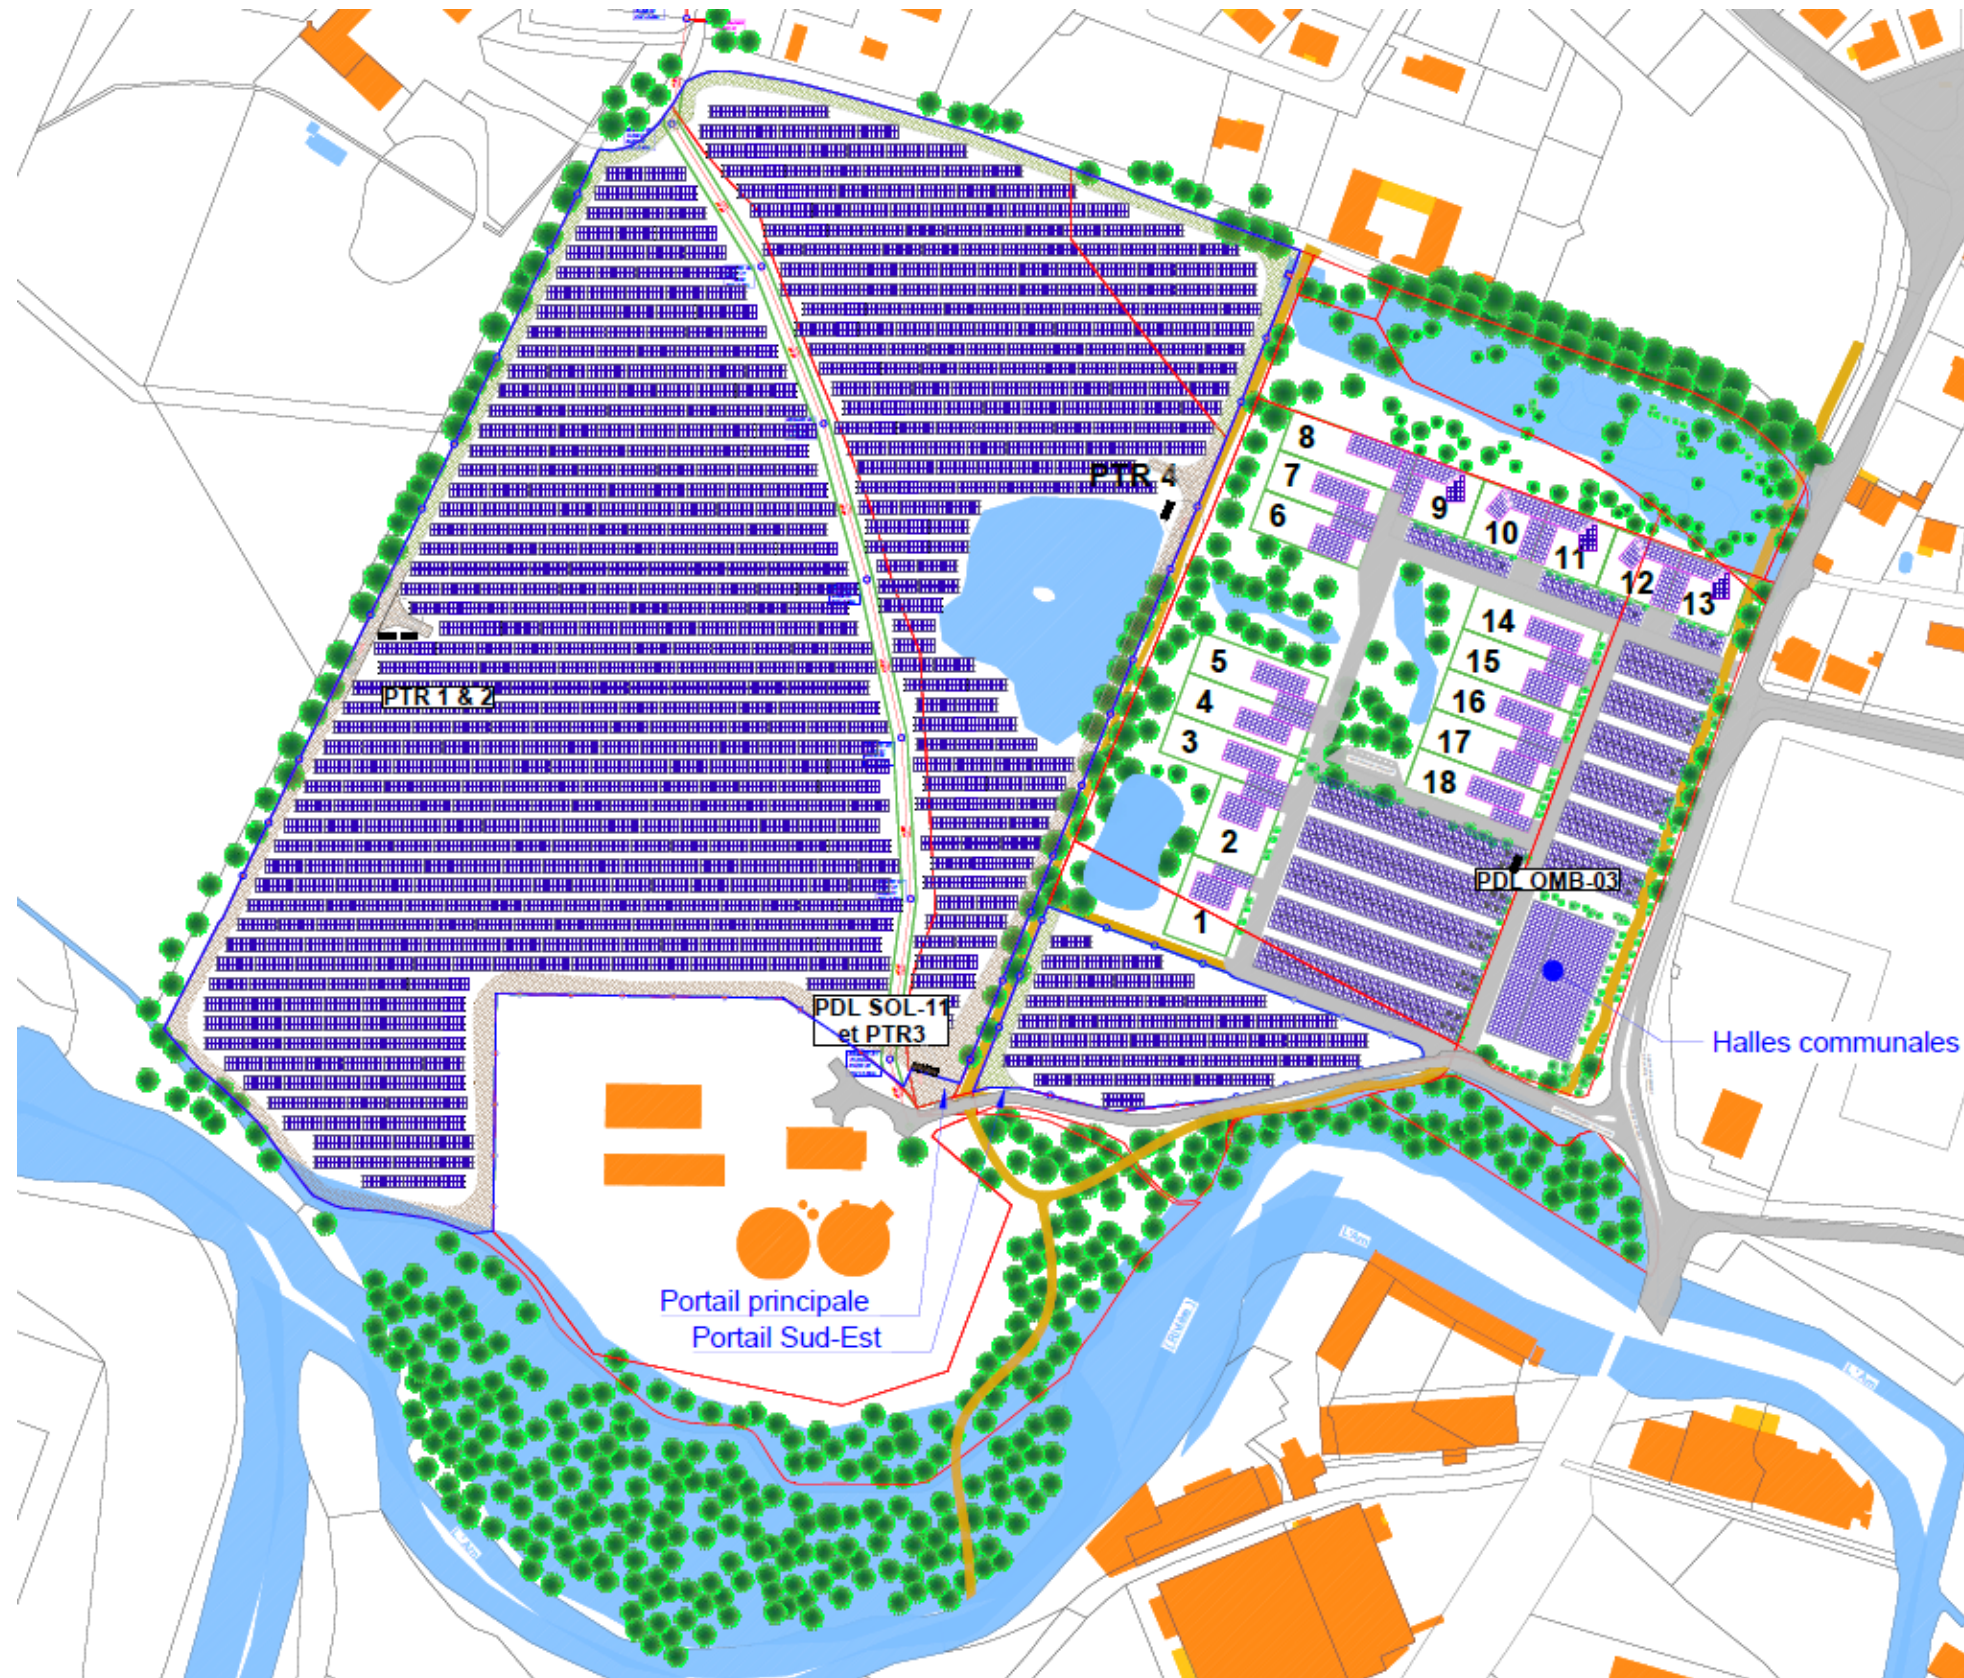 PTR 4
8
7
9
6
10
11
12
13
14
5
15
PTR 1 & 2
4
16
3
17
18
2
PDL OMB-03
1
PDL SOL-11
et PTR3
Halles communales
Portail principale
Portail Sud-Est